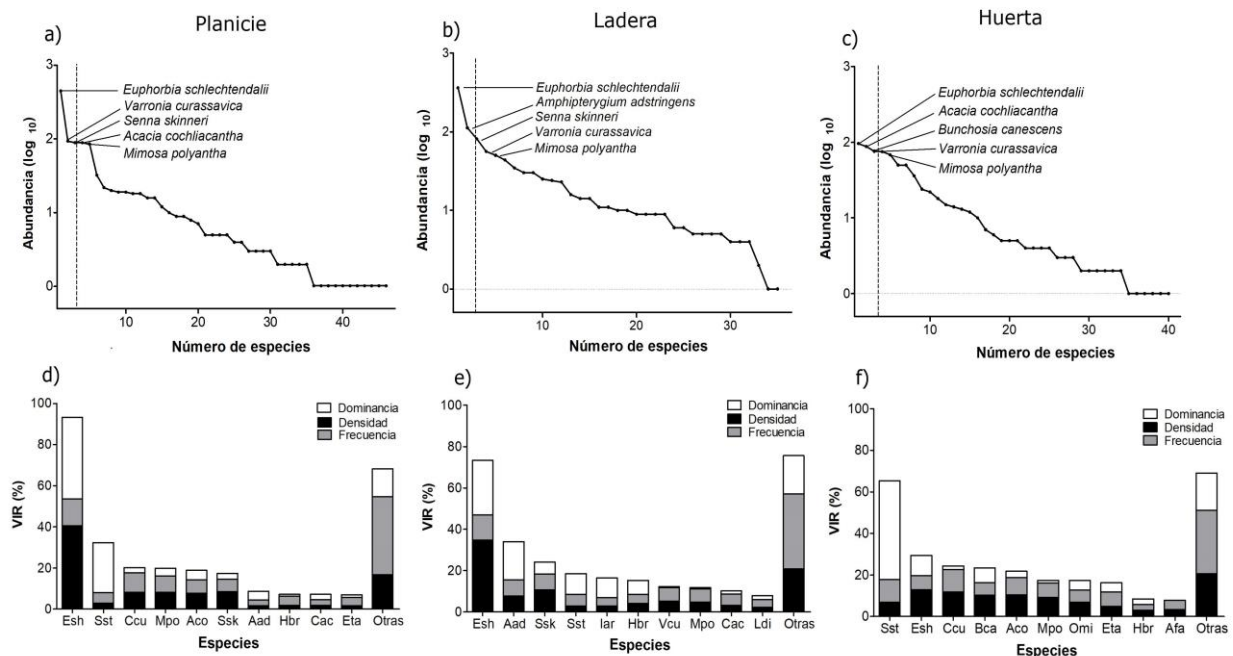 Planicie
Ladera
Huerta
a)
3
2
1
0
Abundancia (log 10)
Euphorbia schlechtendalii
Varronia curassavica
Senna skinneri
Acacia cochliacantha
Mimosa polyantha
10 20 30 40
Número de especies
b)
3
2
1
0
Abundancia (log 10)
Euphorbia schlechtendalii
Amphipterygium adstringens
Senna skinneri
Varronia curassavica
Mimosa polyantha
10 20 30
Número de especies
c)
3
2
1
0
Abundancia (log 10)
Euphorbia schlechtendalii
Acacia cochliacantha
Bunchosia canescens
Varronia curassavica
Mimosa polyantha
10 20 30 40
Número de especies
d)
100
80
60
40
20
0
VIR (%)
Dominancia
Densidad
Frecuencia
Esh Sst Ccu Mpo Aco Ssk Aad Hbr Cac Eta Otras
Especies
e)
100
80
60
40
20
0
VIR (%)
Dominancia
Densidad
Frecuencia
Esh Aad Ssk Sst Iar Hbr Vcu Mpo Cac Ldi Otras
Especies
f)
100
80
60
40
20
0
VIR (%)
Dominancia
Densidad
Frecuencia
Sst Esh Ccu Bca Aco Mpo Omi Eta Hbr Afa Otras
Especies